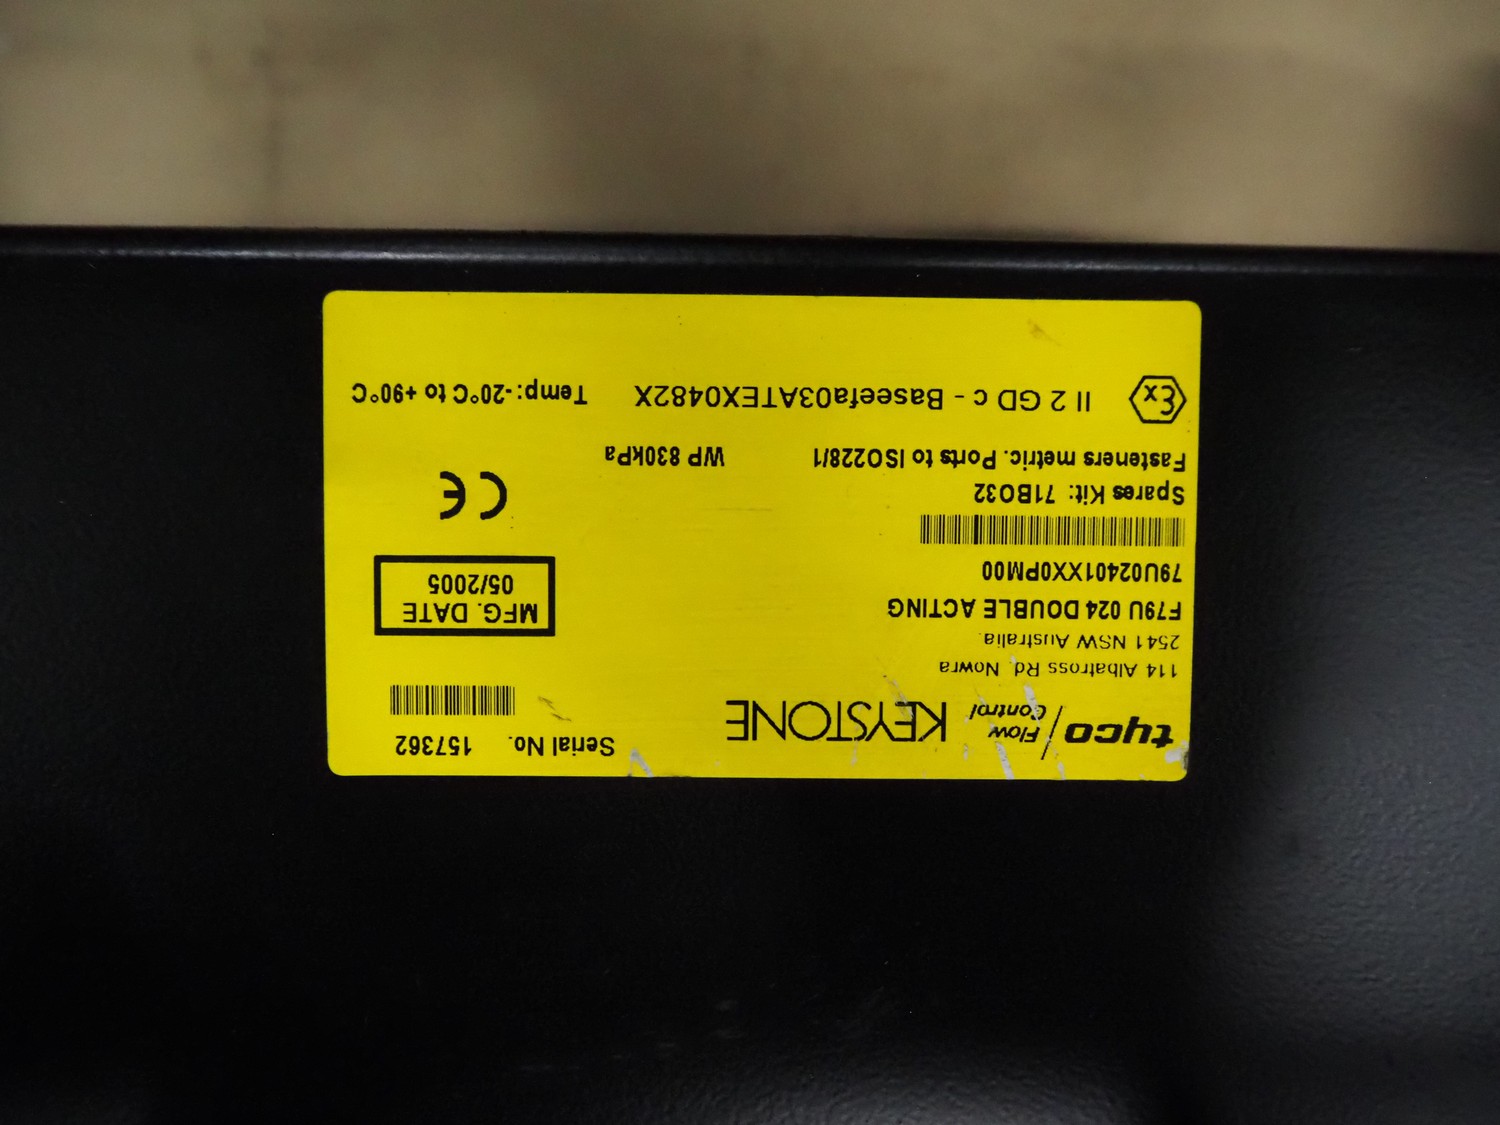 tyco Flow Control KEYSTONE
Serial No. 157362
114 Albatross Rd, Nowra
2541 NSW Australia.
F79U 024 DOUBLE ACTING
79U02401XX0PM00
MFG. DATE
05/2005
Spares Kit: 71BO32
CE
Fasteners metric. Ports to ISO228/1 WP 830kPa
Ex II 2 GD c - Baseefa03ATEX0482X Temp:-20°C to +90°C